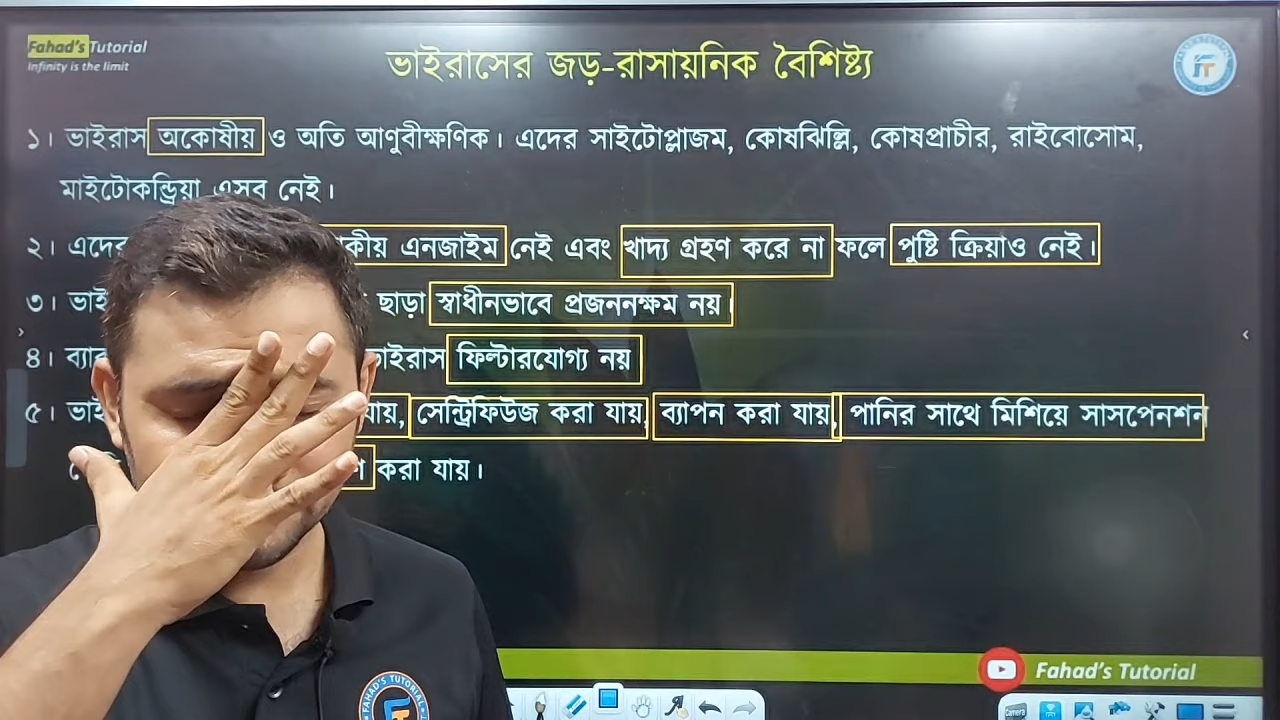 Fahad's Tutorial
Infinity is the limit
ভাইরাসের জড়-রাসায়নিক বৈশিষ্ট্য
১। ভাইরাস অকোষীয় ও অতি আণুবীক্ষণিক। এদের সাইটোপ্লাজম, কোষঝিল্লি, কোষপ্রাচীর, রাইবোসোম,
মাইটোকন্ড্রিয়া এসব নেই।
২। এদের এনজাইম নেই এবং খাদ্য গ্রহণ করে না ফলে পুষ্টি ক্রিয়াও নেই।
৩। ছাড়া স্বাধীনভাবে প্রজননক্ষম নয়।
৪। ফিল্টারযোগ্য নয়
৫। যায়, সেন্ট্রিফিউজ করা যায়, ব্যাপন করা যায়, পানির সাথে মিশিয়ে সাসপেনশন
করা যায়।
Fahad's Tutorial
FAHAD'S TUTORIAL